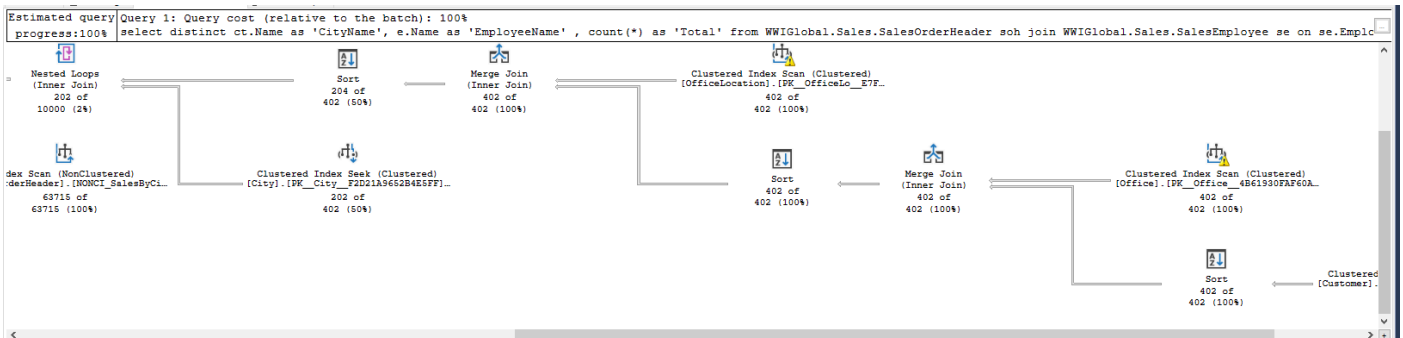 Estimated query
progress:100%
Query 1: Query cost (relative to the batch): 100%
select distinct ct.Name as 'CityName', e.Name as 'EmployeeName' , count(*) as 'Total' from WWIGlobal.Sales.SalesOrderHeader soh join WWIGlobal.Sales.SalesEmployee se on se.Emplo
Nested Loops
(Inner Join)
202 of
10000 (2%)
Sort
204 of
402 (50%)
Merge Join
(Inner Join)
402 of
402 (100%)
Clustered Index Scan (Clustered)
[OfficeLocation].[PK__OfficeLo__E7F…
402 of
402 (100%)
dex Scan (NonClustered)
derHeader].[NONCI_SalesByCi…
63715 of
63715 (100%)
Clustered Index Seek (Clustered)
[City].[PK__City__F2D21A9652B4E5FF]…
202 of
402 (50%)
Sort
402 of
402 (100%)
Merge Join
(Inner Join)
402 of
402 (100%)
Clustered Index Scan (Clustered)
[Office].[PK__Office__4B61930FAF60A…
402 of
402 (100%)
Sort
402 of
402 (100%)
Clustered
[Customer].